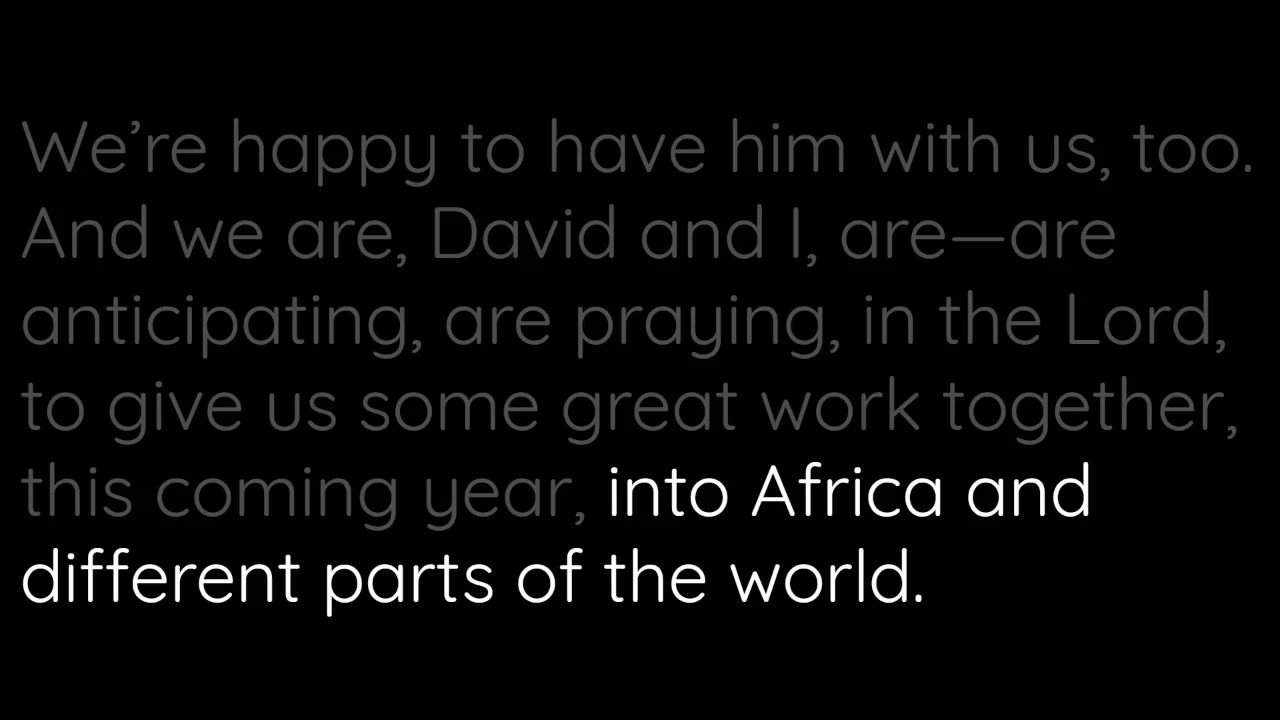 We’re happy to have him with us, too.
And we are, David and I, are—are
anticipating, are praying, in the Lord,
to give us some great work together,
this coming year, into Africa and
different parts of the world.